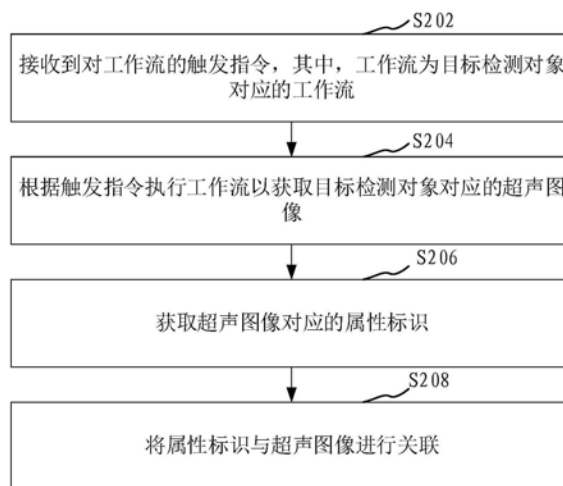 S202
接收到对工作流的触发指令，其中，工作流为目标检测对象
对应的工作流
S204
根据触发指令执行工作流以获取目标检测对象对应的超声图
像
S206
获取超声图像对应的属性标识
S208
将属性标识与超声图像进行关联